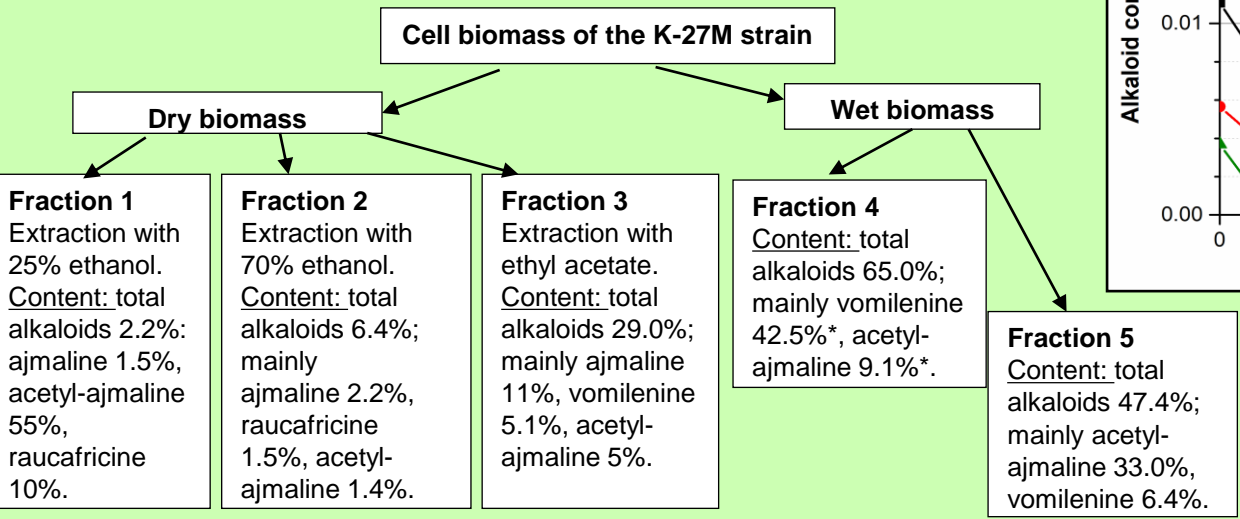 Cell biomass of the K-27M strain
Dry biomass
Wet biomass
Fraction 1
Extraction with
25% ethanol.
Content: total
alkaloids 2.2%:
ajmaline 1.5%,
acetyl-ajmaline
55%,
raucafricine
10%.
Fraction 2
Extraction with
70% ethanol.
Content: total
alkaloids 6.4%;
mainly
ajmaline 2.2%,
raucafricine
1.5%, acetyl-
ajmaline 1.4%.
Fraction 3
Extraction with
ethyl acetate.
Content: total
alkaloids 29.0%;
mainly ajmaline
11%, vomilenine
5.1%, acetyl-
ajmaline 5%.
Fraction 4
Content: total
alkaloids 65.0%;
mainly vomilenine
42.5%*, acetyl-
ajmaline 9.1%*.
Fraction 5
Content: total
alkaloids 47.4%;
mainly acetyl-
ajmaline 33.0%,
vomilenine 6.4%.
Alkaloid
0.01
0.00
0